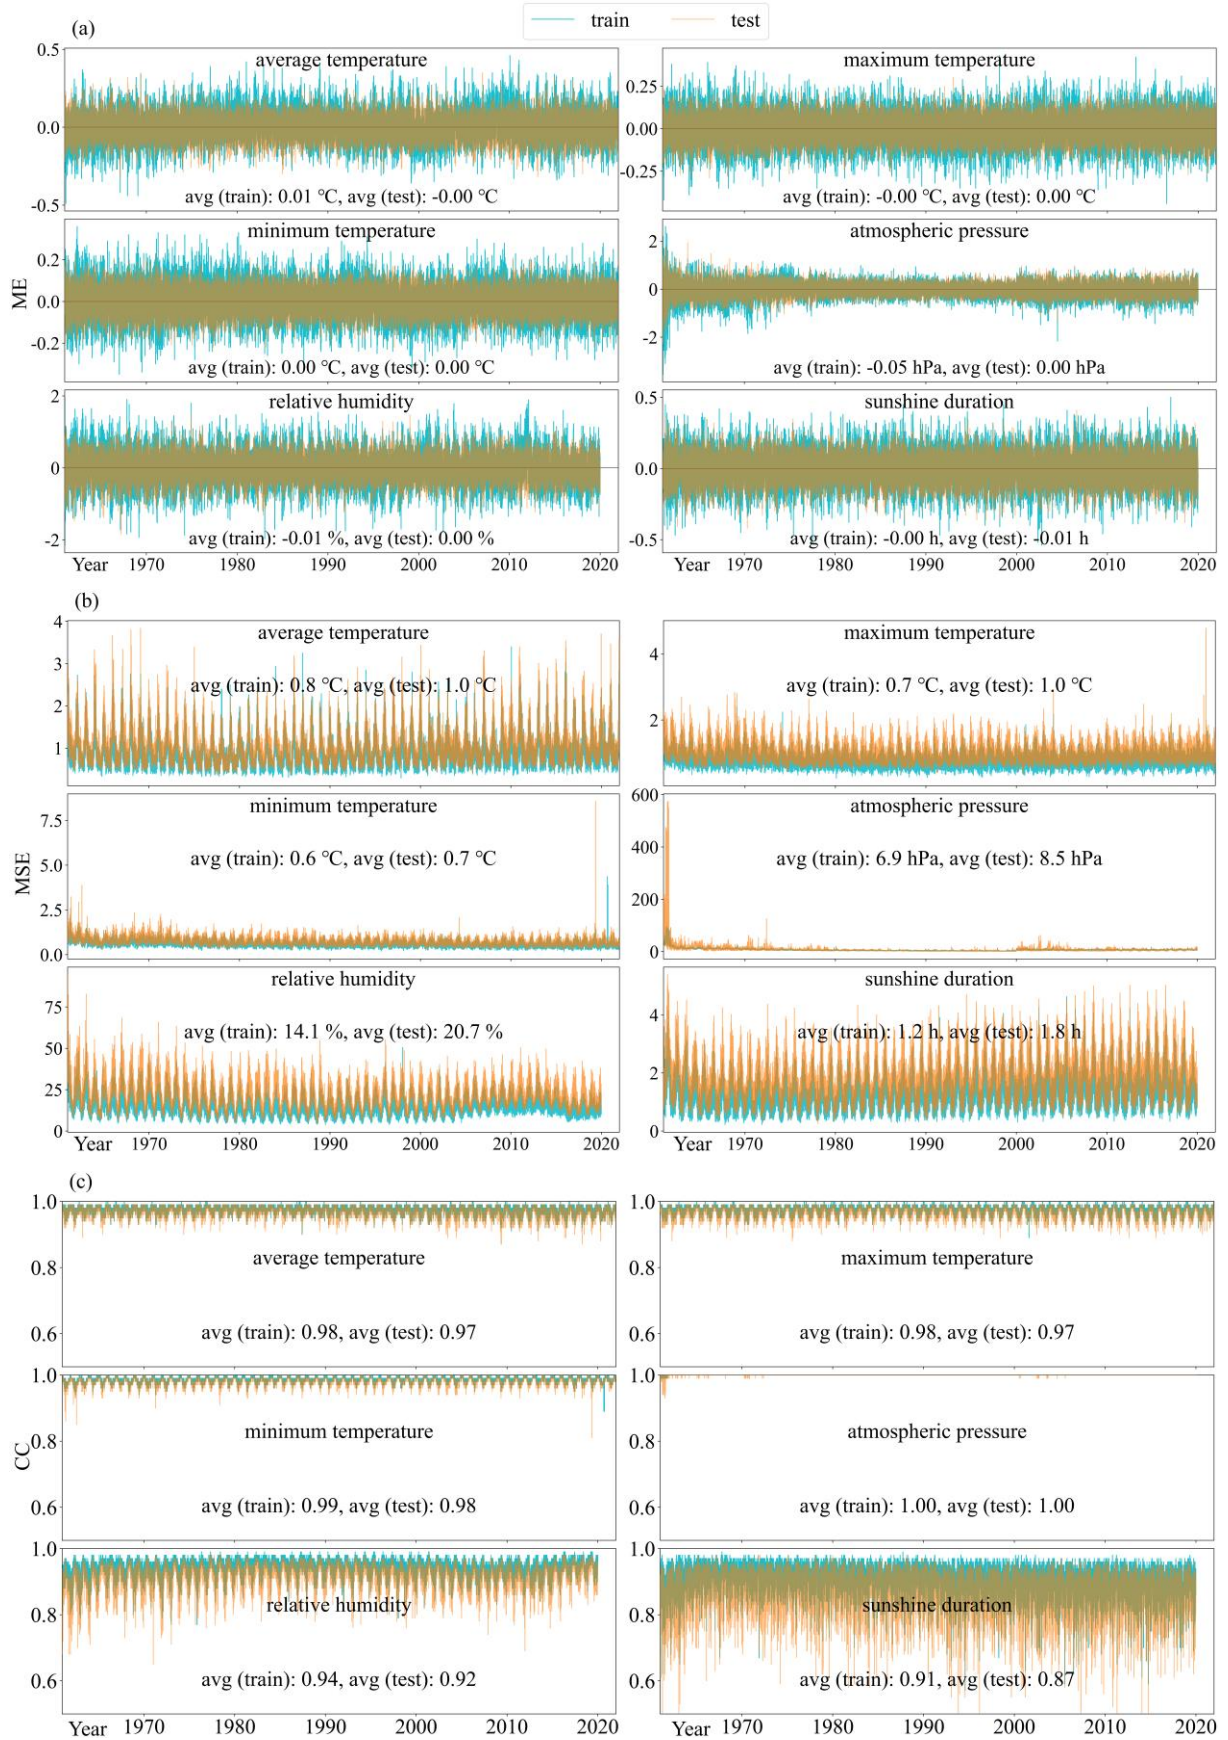 train test
(a)
average temperature
0.5
0.0
-0.5
avg (train): 0.01 °C, avg (test): -0.00 °C
maximum temperature
0.25
0.00
-0.25
avg (train): -0.00 °C, avg (test): 0.00 °C
ME
minimum temperature
0.2
0.0
-0.2
avg (train): 0.00 °C, avg (test): 0.00 °C
atmospheric pressure
2
0
-2
avg (train): -0.05 hPa, avg (test): 0.00 hPa
relative humidity
2
0
-2
avg (train): -0.01 %, avg (test): 0.00 %
Year 1970 1980 1990 2000 2010 2020
sunshine duration
0.5
0.0
-0.5
avg (train): -0.00 h, avg (test): -0.01 h
Year 1970 1980 1990 2000 2010 2020
(b)
average temperature
4
3
2
1
avg (train): 0.8 °C, avg (test): 1.0 °C
maximum temperature
4
2
avg (train): 0.7 °C, avg (test): 1.0 °C
MSE
minimum temperature
7.5
5.0
2.5
0.0
avg (train): 0.6 °C, avg (test): 0.7 °C
atmospheric pressure
600
400
200
0
avg (train): 6.9 hPa, avg (test): 8.5 hPa
relative humidity
75
50
25
0
avg (train): 14.1 %, avg (test): 20.7 %
Year 1970 1980 1990 2000 2010 2020
sunshine duration
4
2
0
avg (train): 1.2 h, avg (test): 1.8 h
Year 1970 1980 1990 2000 2010 2020
(c)
1.0
0.8
0.6
average temperature
avg (train): 0.98, avg (test): 0.97
1.0
0.8
0.6
maximum temperature
avg (train): 0.98, avg (test): 0.97
CC
1.0
0.8
0.6
minimum temperature
avg (train): 0.99, avg (test): 0.98
1.0
0.8
0.6
atmospheric pressure
avg (train): 1.00, avg (test): 1.00
1.0
0.8
0.6
relative humidity
avg (train): 0.94, avg (test): 0.92
Year 1970 1980 1990 2000 2010 2020
1.0
0.8
0.6
sunshine duration
avg (train): 0.91, avg (test): 0.87
Year 1970 1980 1990 2000 2010 2020